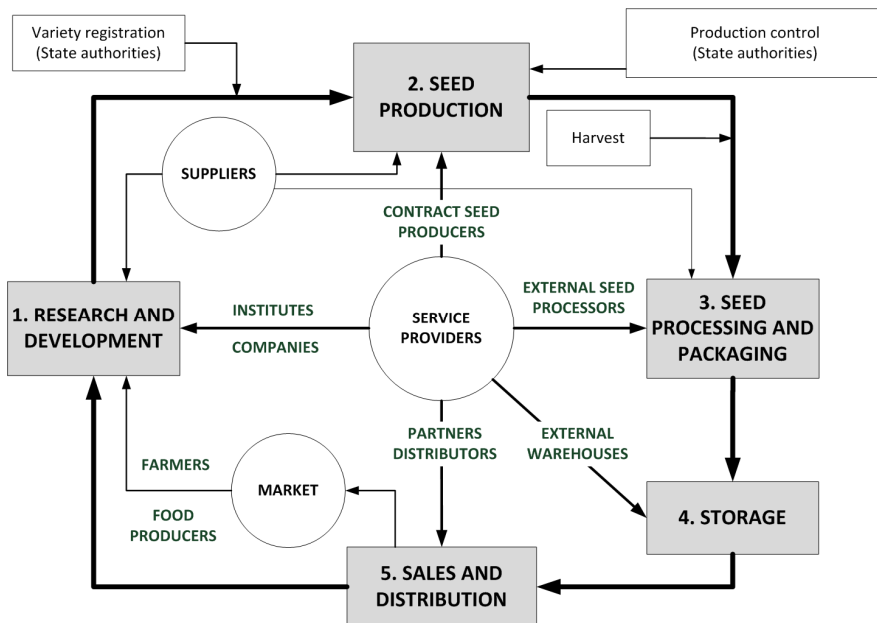 Variety registration
(State authorities)
Production control
(State authorities)
2. SEED
PRODUCTION
Harvest
SUPPLIERS
CONTRACT SEED
PRODUCERS
1. RESEARCH AND
DEVELOPMENT
INSTITUTES
COMPANIES
SERVICE
PROVIDERS
EXTERNAL SEED
PROCESSORS
3. SEED
PROCESSING AND
PACKAGING
PARTNERS
DISTRIBUTORS
EXTERNAL
WAREHOUSES
FARMERS
MARKET
FOOD
PRODUCERS
4. STORAGE
5. SALES AND
DISTRIBUTION